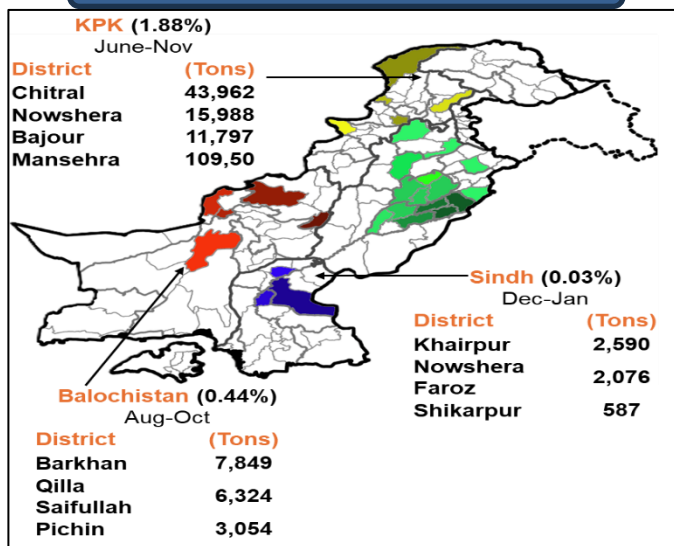 KPK (1.88%)
June-Nov
District (Tons)
Chitral 43,962
Nowshera 15,988
Bajour 11,797
Mansehra 109,50
Sindh (0.03%)
Dec-Jan
District (Tons)
Khairpur 2,590
Nowshera
Faroz 2,076
Shikarpur 587
Balochistan (0.44%)
Aug-Oct
District (Tons)
Barkhan 7,849
Qilla
Saifullah 6,324
Pichin 3,054